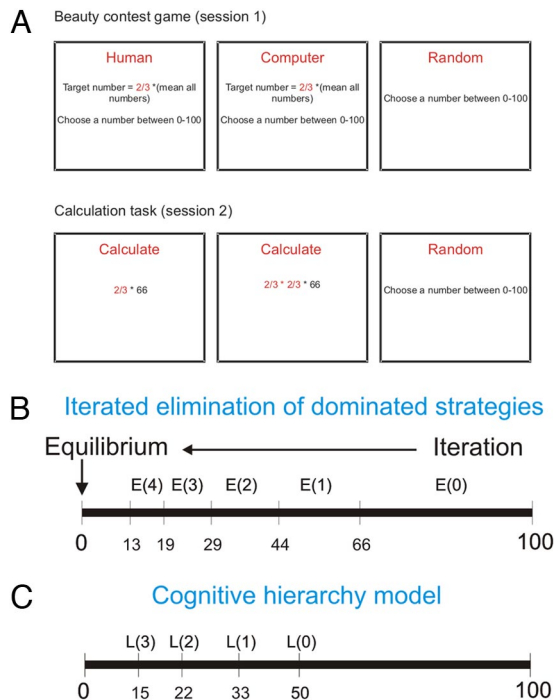 A
Beauty contest game (session 1)
Human
Target number = 2/3 *(mean all
numbers)
Choose a number between 0-100
Computer
Target number = 2/3 *(mean all
numbers)
Choose a number between 0-100
Random
Choose a number between 0-100
Calculation task (session 2)
Calculate
2/3 * 66
Calculate
2/3 * 2/3 * 66
Random
Choose a number between 0-100
B
Iterated elimination of dominated strategies
Equilibrium
Iteration
E(4) E(3) E(2) E(1) E(0)
0 13 19 29 44 66 100
C
Cognitive hierarchy model
L(3) L(2) L(1) L(0)
0 15 22 33 50 100